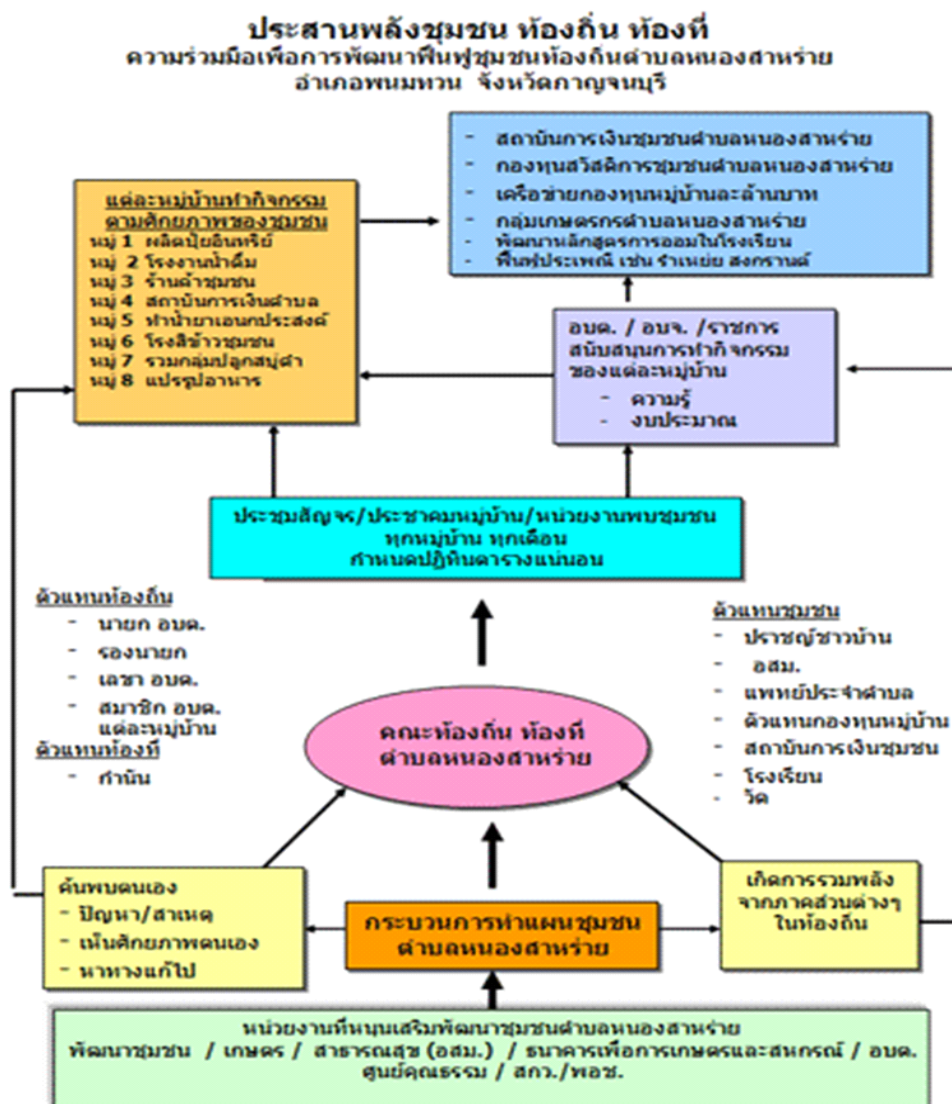 ประสานพลังชุมชน ท้องถิ่น ท้องที่
ความร่วมมือเพื่อการพัฒนาฟื้นฟูชุมชนท้องถิ่นตำบลหนองสาหร่าย
อำเภอพนมทวน จังหวัดกาญจนบุรี
- สถาบันการเงินชุมชนตำบลหนองสาหร่าย
- กองทุนสวัสดิการชุมชนตำบลหนองสาหร่าย
- เครือข่ายกองทุนหมู่บ้านละล้านบาท
- กลุ่มเกษตรกรตำบลหนองสาหร่าย
- พัฒนาหลักสูตรการออมในโรงเรียน
- ฟื้นฟูประเพณี เช่น รำเหย่ย สงกรานต์
แต่ละหมู่บ้านทำกิจกรรม
ตามศักยภาพของชุมชน
หมู่ 1 ผลิตปุ๋ยอินทรีย์
หมู่ 2 โรงงานน้ำดื่ม
หมู่ 3 ร้านค้าชุมชน
หมู่ 4 สถาบันการเงินตำบล
หมู่ 5 ทำน้ำยาเอนกประสงค์
หมู่ 6 โรงสีข้าวชุมชน
หมู่ 7 รวมกลุ่มปลูกสบู่ดำ
หมู่ 8 แปรรูปอาหาร
อบต. / อบจ. /ราชการ
สนับสนุนการทำกิจกรรม
ของแต่ละหมู่บ้าน
- ความรู้
- งบประมาณ
ประชุมสัญจร/ประชาคมหมู่บ้าน/หน่วยงานพบชุมชน
ทุกหมู่บ้าน ทุกเดือน
กำหนดปฏิทินตารางแน่นอน
ตัวแทนท้องถิ่น
- นายก อบต.
- รองนายก
- เลขา อบต.
- สมาชิก อบต.
แต่ละหมู่บ้าน
ตัวแทนท้องที่
- กำนัน
ตัวแทนชุมชน
- ปราชญ์ชาวบ้าน
- อสม.
- แพทย์ประจำตำบล
- ตัวแทนกองทุนหมู่บ้าน
- สถาบันการเงินชุมชน
- โรงเรียน
- วัด
คณะท้องถิ่น ท้องที่
ตำบลหนองสาหร่าย
ค้นพบตนเอง
- ปัญหา/สาเหตุ
- เห็นศักยภาพตนเอง
- หาทางแก้ไป
กระบวนการทำแผนชุมชน
ตำบลหนองสาหร่าย
เกิดการรวมพลัง
จากภาคส่วนต่างๆ
ในท้องถิ่น
หน่วยงานที่หนุนเสริมพัฒนาชุมชนตำบลหนองสาหร่าย
พัฒนาชุมชน / เกษตร / สาธารณสุข (อสม.) / ธนาคารเพื่อการเกษตรและสหกรณ์ / อบต.
ศูนย์คุณธรรม / สกว./พอช.